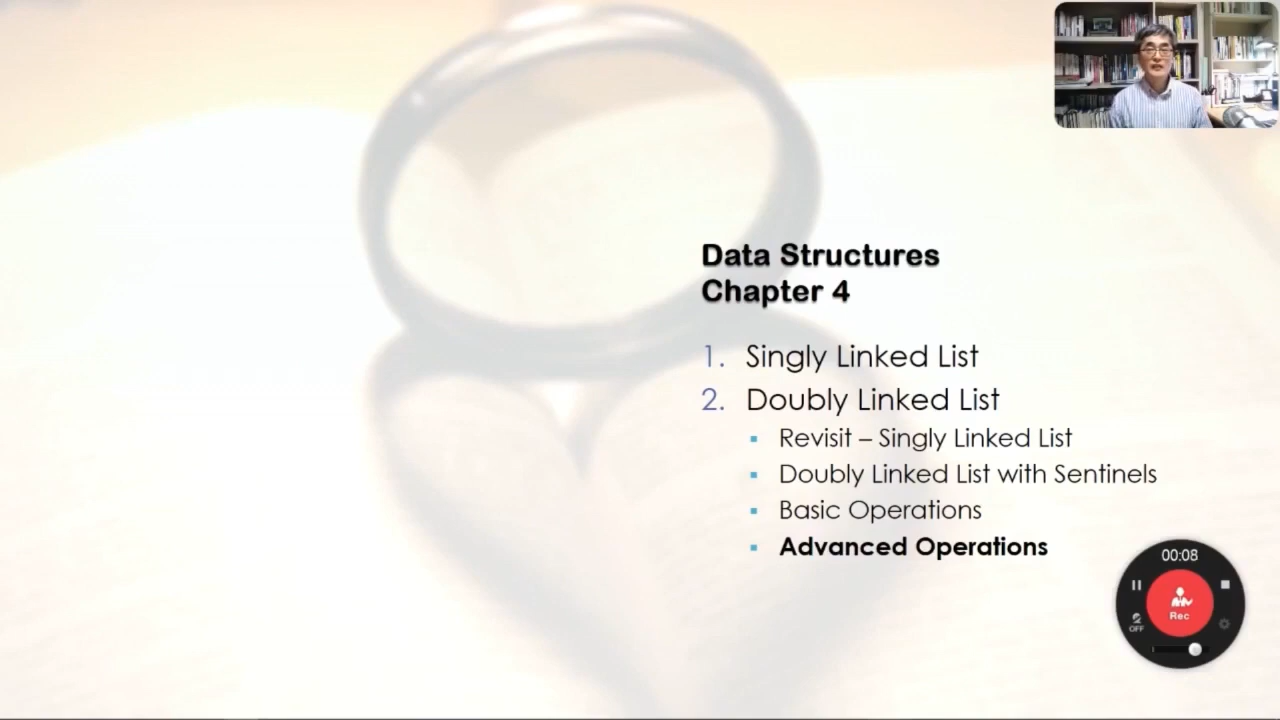 Data Structures
Chapter 4
1. Singly Linked List
2. Doubly Linked List
▪ Revisit – Singly Linked List
▪ Doubly Linked List with Sentinels
▪ Basic Operations
▪ Advanced Operations
00:08
Rec
OFF